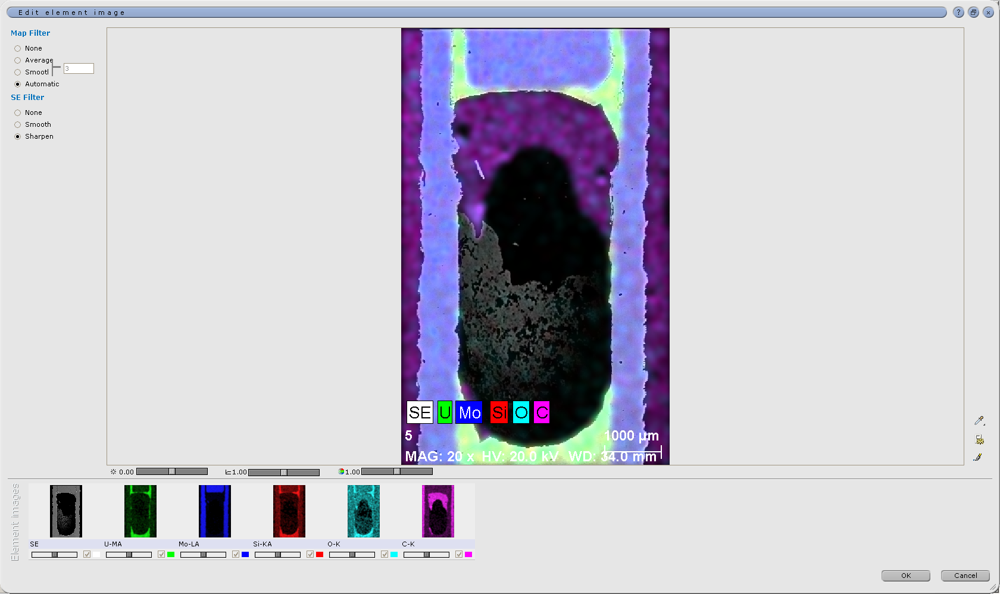 Edit element image
Map Filter
None
Average
Smootl
3
Automatic
SE Filter
None
Smooth
Sharpen
SE U Mo Si O C
5
1000 µm
MAG: 20 x HV: 20.0 kV WD: 34.0 mm
0.00 1.00 1.00
Element images
SE U-MA Mo-LA Si-KA O-K C-K
OK Cancel